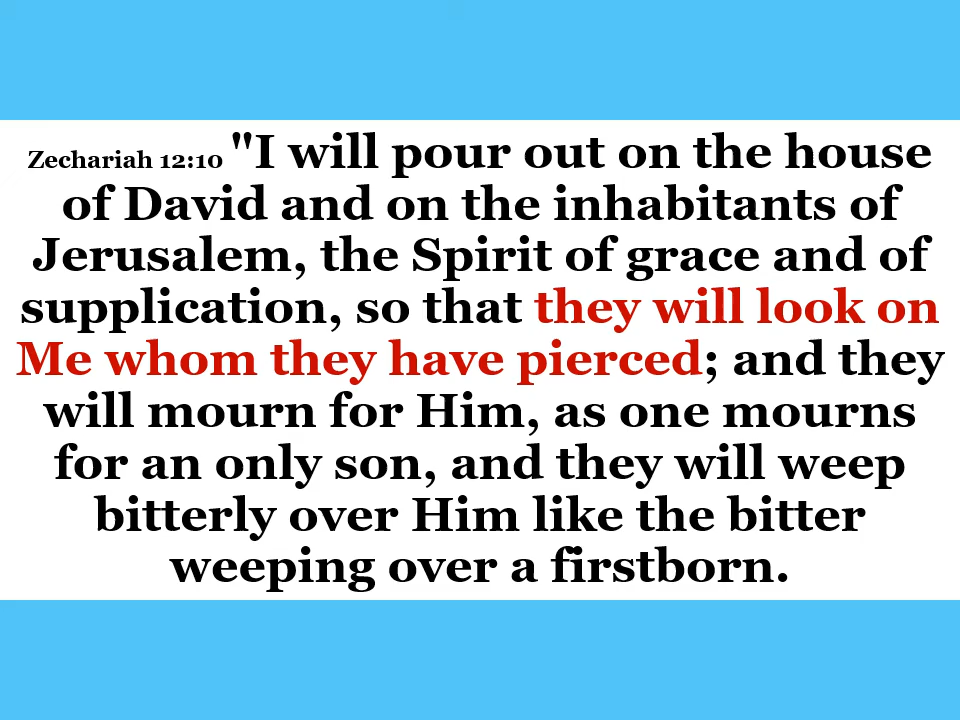 Zechariah 12:10 "I will pour out on the house
of David and on the inhabitants of
Jerusalem, the Spirit of grace and of
supplication, so that they will look on
Me whom they have pierced; and they
will mourn for Him, as one mourns
for an only son, and they will weep
bitterly over Him like the bitter
weeping over a firstborn.